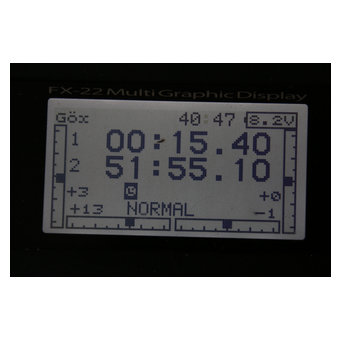 FX-22 Multi Graphic Display
Göx 40:47 8.2V
1 00:15.40
2 51:55.10
+3 +0
+13 NORMAL -1